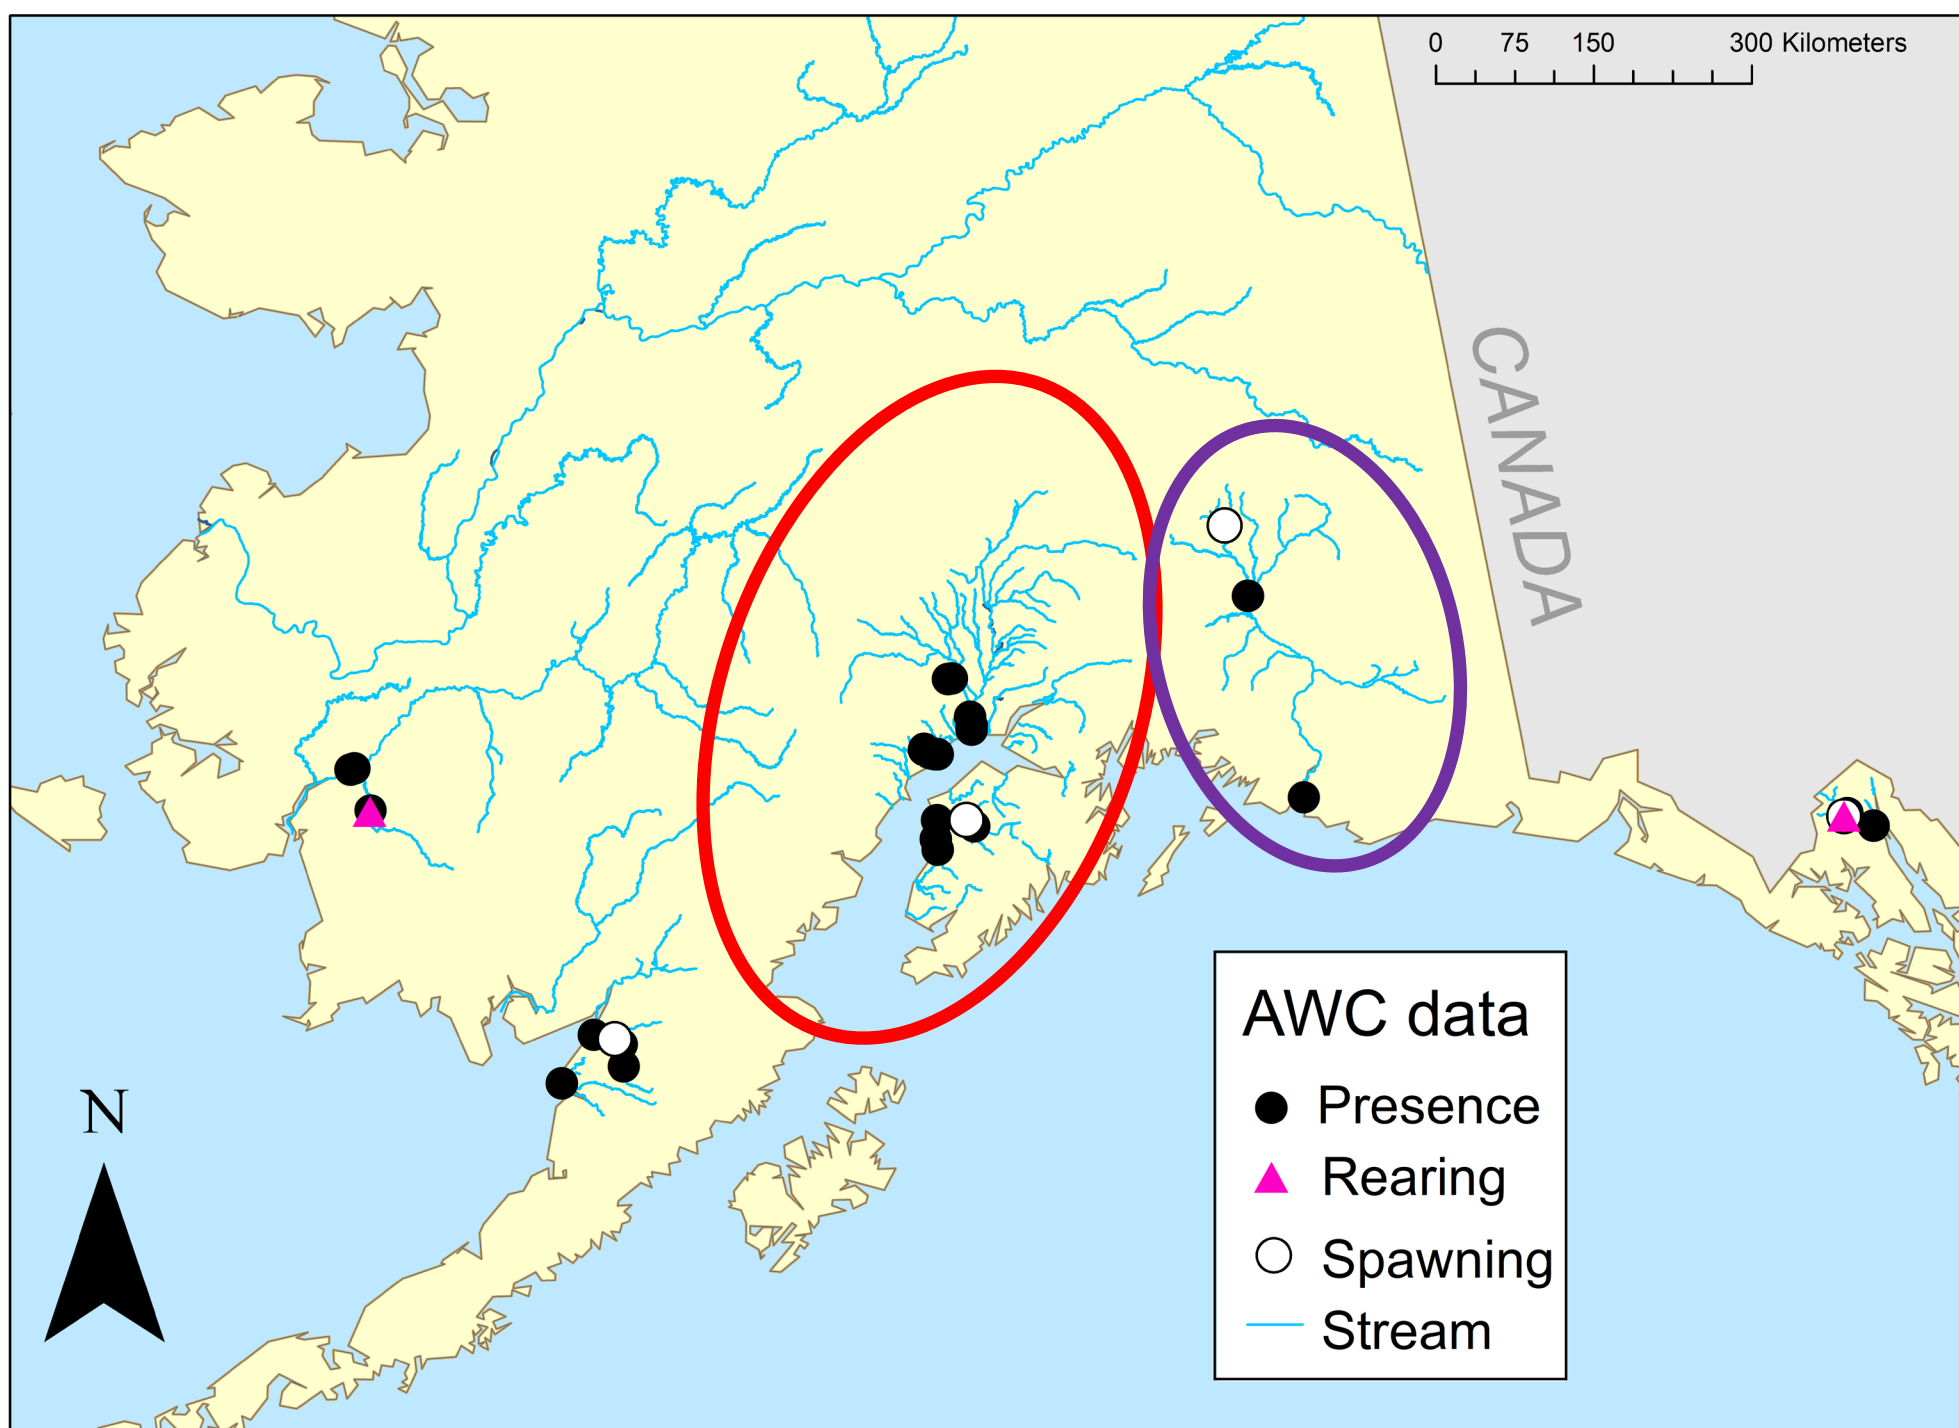 0 75 150 300 Kilometers
CANADA
N
AWC data
Presence
Rearing
Spawning
Stream